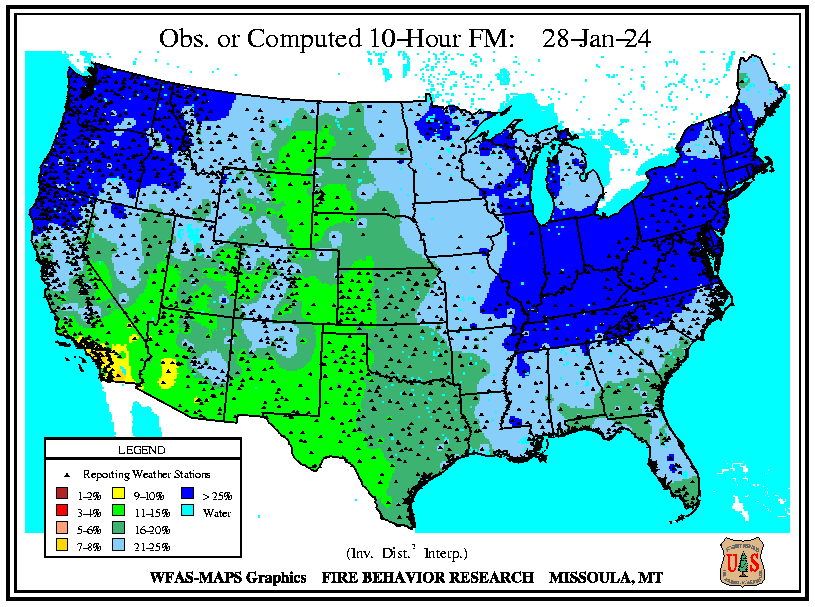 Obs. or Computed 10-Hour FM: 28-Jan-24
LEGEND
Reporting Weather Stations
1-2% 9-10% > 25%
3-4% 11-15% Water
5-6% 16-20%
7-8% 21-25%
(Inv. Dist.² Interp.)
WFAS-MAPS Graphics FIRE BEHAVIOR RESEARCH MISSOULA, MT
U S